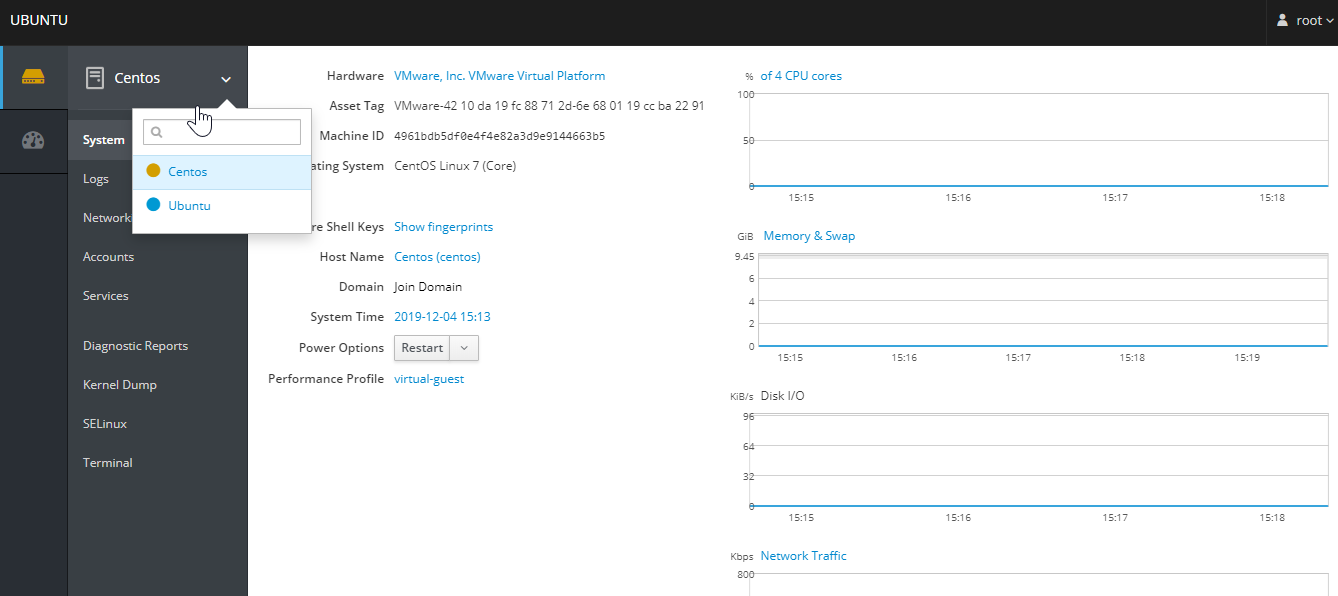 UBUNTU
root
Centos
Centos
Ubuntu
System
Logs
Network
Accounts
Services
Diagnostic Reports
Kernel Dump
SELinux
Terminal
Hardware VMware, Inc. VMware Virtual Platform
Asset Tag VMware-42 10 da 19 fc 88 71 2d-6e 68 01 19 cc ba 22 91
Machine ID 4961bdb5df0e4f4e82a3d9e9144663b5
ating System CentOS Linux 7 (Core)
re Shell Keys Show fingerprints
Host Name Centos (centos)
Domain Join Domain
System Time 2019-12-04 15:13
Power Options Restart
Performance Profile virtual-guest
% of 4 CPU cores
100
50
0
15:15 15:16 15:17 15:18
GiB Memory & Swap
9.45
6
4
2
0
15:15 15:16 15:17 15:18 15:19
KiB/s Disk I/O
96
64
32
0
15:15 15:16 15:17 15:18
Kbps Network Traffic
800